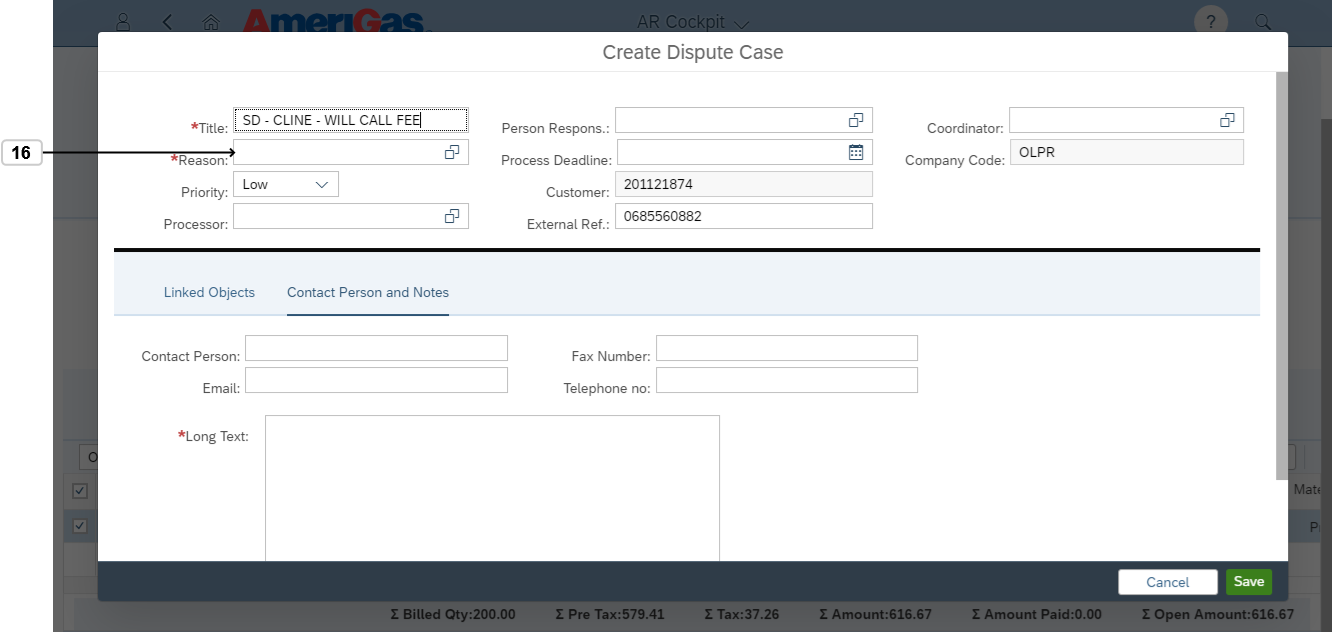 AmeriGas
AR Cockpit
?
Create Dispute Case
*Title: SD - CLINE - WILL CALL FEE
Person Respons.:
Coordinator:
16
*Reason:
Process Deadline:
Company Code: OLPR
Priority: Low
Customer: 201121874
Processor:
External Ref.: 0685560882
Linked Objects
Contact Person and Notes
Contact Person:
Fax Number:
Email:
Telephone no:
*Long Text:
Cancel
Save
Σ Billed Qty:200.00
Σ Pre Tax:579.41
Σ Tax:37.26
Σ Amount:616.67
Σ Amount Paid:0.00
Σ Open Amount:616.67